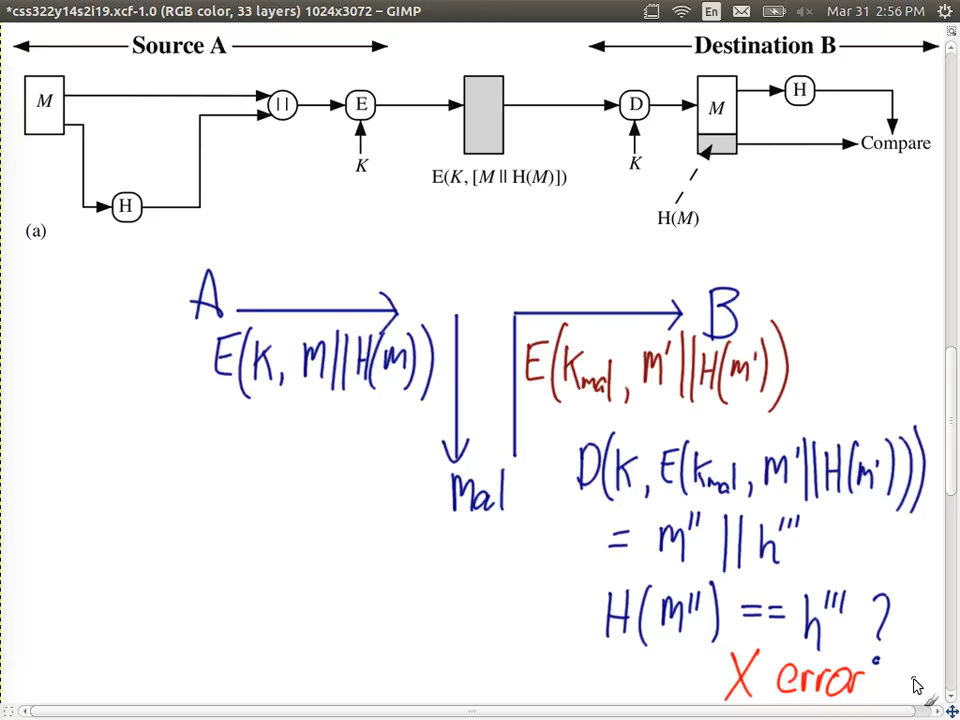 *css322y14s2i19.xcf-1.0 (RGB color, 33 layers) 1024x3072 – GIMP En Mar 31 2:56 PM
Source A Destination B
M || E D M H
Compare
K K
E(K, [M || H(M)])
H
H(M)
(a)
A B
E(K, M||H(M)) E(Kmal, M'||H(M'))
Mal
D(K, E(Kmal, M'||H(M')))
= M'' || h'''
H(M'') == h''' ?
X error